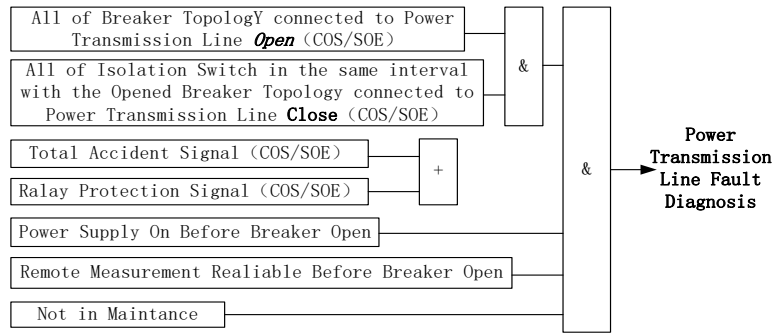 All of Breaker TopologY connected to Power
Transmission Line Open (COS/SOE)
All of Isolation Switch in the same interval
with the Opened Breaker Topology connected to
Power Transmission Line Close (COS/SOE)
&
Total Accident Signal (COS/SOE)
Ralay Protection Signal (COS/SOE)
+
Power Supply On Before Breaker Open
Remote Measurement Realiable Before Breaker Open
Not in Maintance
&
Power
Transmission
Line Fault
Diagnosis